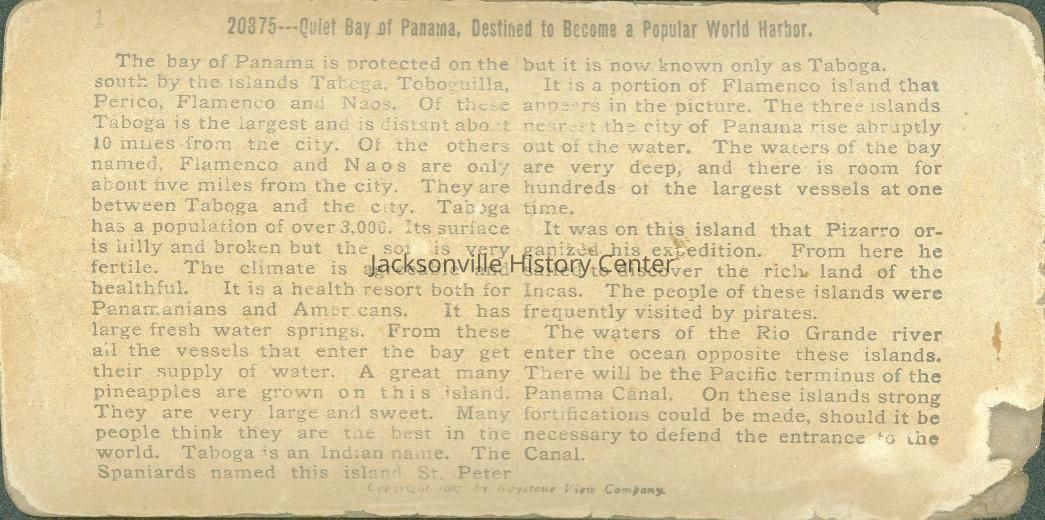 1
20875---Quiet Bay of Panama, Destined to Become a Popular World Harbor.
The bay of Panama is protected on the
south by the islands Taboga, Toboguilla,
Perico, Flamenco and Naos. Of these
Taboga is the largest and is distant about
10 miles from the city. Of the others
named, Flamenco and Naos are only
about five miles from the city. They are
between Taboga and the city. Taboga
has a population of over 3,000. Its surface
is hilly and broken but the soil is very
fertile. The climate is agreeable and
healthful. It is a health resort both for
Panamanians and Americans. It has
large fresh water springs. From these
all the vessels that enter the bay get
their supply of water. A great many
pineapples are grown on this island.
They are very large and sweet. Many
people think they are the best in the
world. Taboga is an Indian name. The
Spaniards named this island St. Peter
but it is now known only as Taboga.
It is a portion of Flamenco island that
appears in the picture. The three islands
nearest the city of Panama rise abruptly
out of the water. The waters of the bay
are very deep, and there is room for
hundreds of the largest vessels at one
time.
It was on this island that Pizarro or-
ganized his expedition. From here he
sailed to discover the rich land of the
Incas. The people of these islands were
frequently visited by pirates.
The waters of the Rio Grande river
enter the ocean opposite these islands.
There will be the Pacific terminus of the
Panama Canal. On these islands strong
fortifications could be made, should it be
necessary to defend the entrance to the
Canal.
Copyright 1907 by Keystone View Company.
Jacksonville History Center